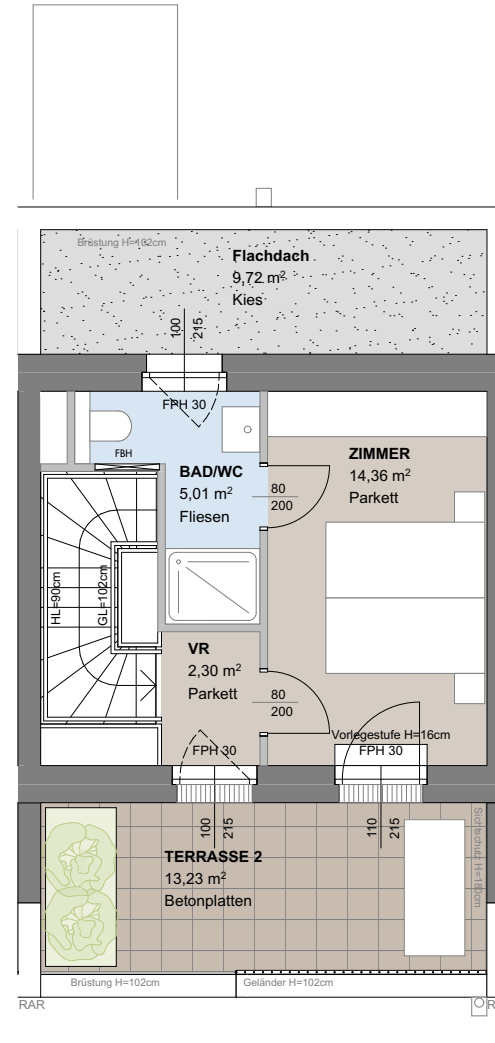 Brüstung H=102cm
Flachdach
9,72 m²
Kies
100
215
FPH 30
FBH
BAD/WC
5,01 m²
Fliesen
ZIMMER
14,36 m²
Parkett
80
200
HL=90cm
GL=102cm
VR
2,30 m²
Parkett
80
200
Vorlegestufe H=16cm
FPH 30
FPH 30
100
215
110
215
Sichtschutz H=180cm
TERRASSE 2
13,23 m²
Betonplatten
Brüstung H=102cm
Geländer H=102cm
RAR
R